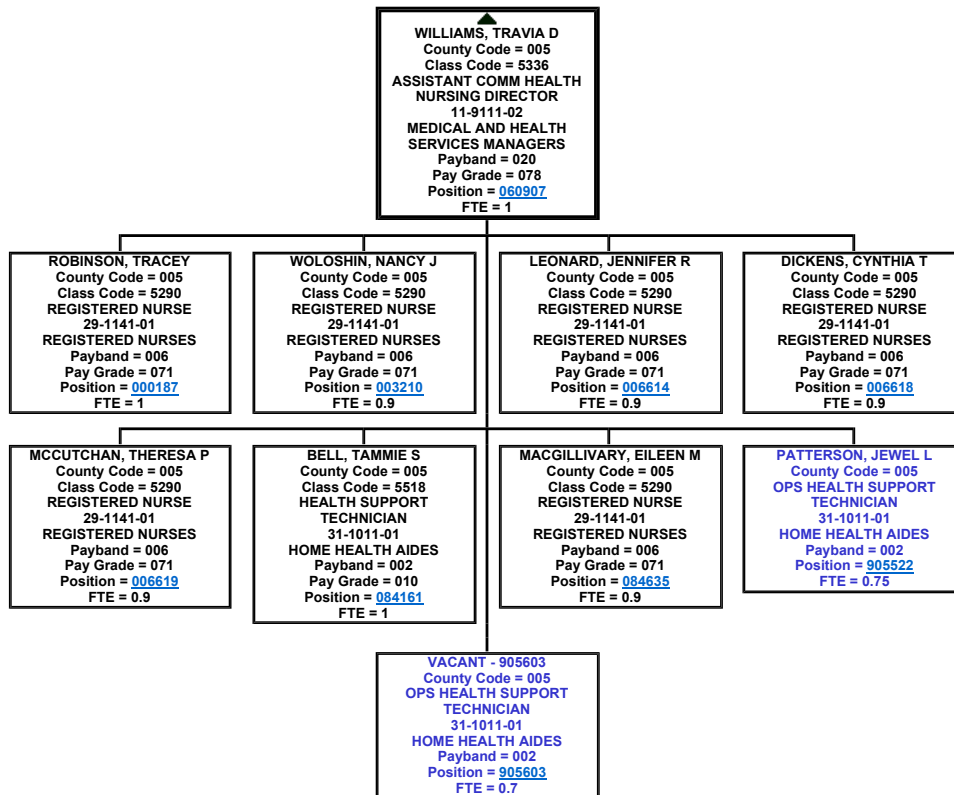 WILLIAMS, TRAVIA D
County Code = 005
Class Code = 5336
ASSISTANT COMM HEALTH
NURSING DIRECTOR
11-9111-02
MEDICAL AND HEALTH
SERVICES MANAGERS
Payband = 020
Pay Grade = 078
Position = 060907
FTE = 1
ROBINSON, TRACEY
County Code = 005
Class Code = 5290
REGISTERED NURSE
29-1141-01
REGISTERED NURSES
Payband = 006
Pay Grade = 071
Position = 000187
FTE = 1
WOLOSHIN, NANCY J
County Code = 005
Class Code = 5290
REGISTERED NURSE
29-1141-01
REGISTERED NURSES
Payband = 006
Pay Grade = 071
Position = 003210
FTE = 0.9
LEONARD, JENNIFER R
County Code = 005
Class Code = 5290
REGISTERED NURSE
29-1141-01
REGISTERED NURSES
Payband = 006
Pay Grade = 071
Position = 006614
FTE = 0.9
DICKENS, CYNTHIA T
County Code = 005
Class Code = 5290
REGISTERED NURSE
29-1141-01
REGISTERED NURSES
Payband = 006
Pay Grade = 071
Position = 006618
FTE = 0.9
MCCUTCHAN, THERESA P
County Code = 005
Class Code = 5290
REGISTERED NURSE
29-1141-01
REGISTERED NURSES
Payband = 006
Pay Grade = 071
Position = 006619
FTE = 0.9
BELL, TAMMIE S
County Code = 005
Class Code = 5518
HEALTH SUPPORT
TECHNICIAN
31-1011-01
HOME HEALTH AIDES
Payband = 002
Pay Grade = 010
Position = 084161
FTE = 1
MACGILLIVARY, EILEEN M
County Code = 005
Class Code = 5290
REGISTERED NURSE
29-1141-01
REGISTERED NURSES
Payband = 006
Pay Grade = 071
Position = 084635
FTE = 0.9
PATTERSON, JEWEL L
County Code = 005
OPS HEALTH SUPPORT
TECHNICIAN
31-1011-01
HOME HEALTH AIDES
Payband = 002
Position = 905522
FTE = 0.75
VACANT - 905603
County Code = 005
OPS HEALTH SUPPORT
TECHNICIAN
31-1011-01
HOME HEALTH AIDES
Payband = 002
Position = 905603
FTE = 0.7